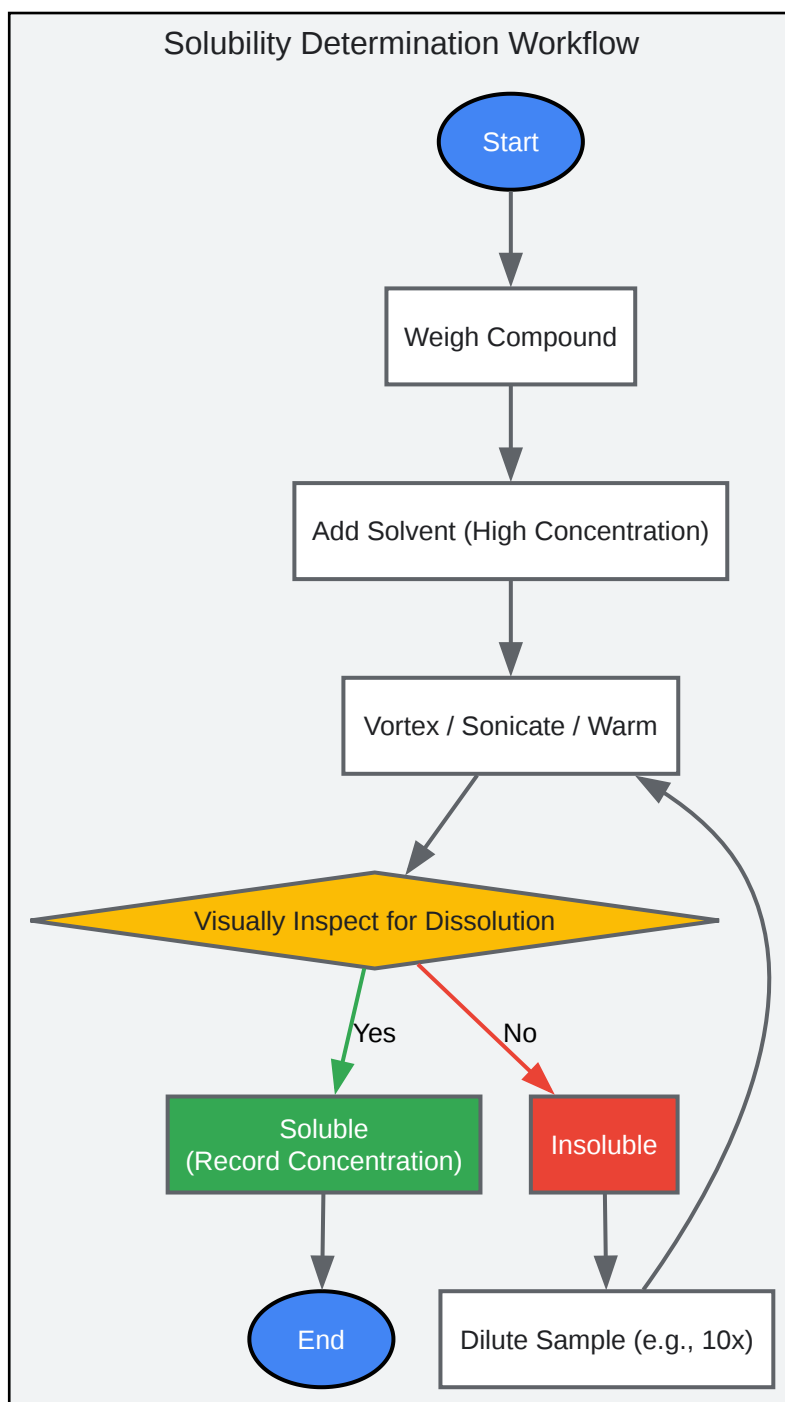 Solubility Determination Workflow
Start
Weigh Compound
Add Solvent (High Concentration)
Vortex / Sonicate / Warm
Visually Inspect for Dissolution
Yes
No
Soluble
(Record Concentration)
Insoluble
End
Dilute Sample (e.g., 10x)